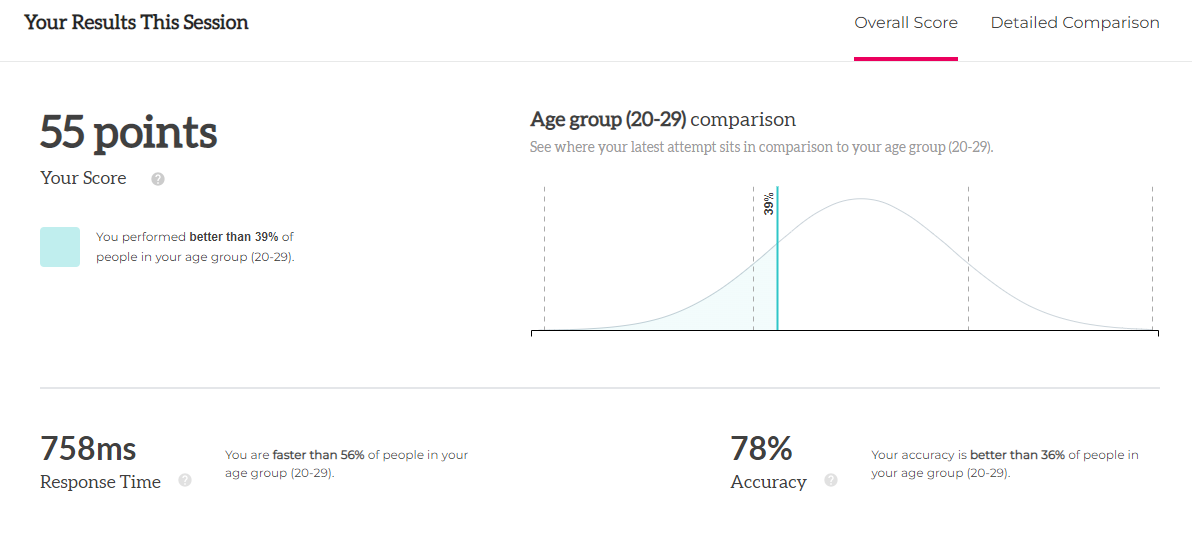 Your Results This Session
Overall Score
Detailed Comparison
55 points
Your Score ?
You performed better than 39% of
people in your age group (20-29).
Age group (20-29) comparison
See where your latest attempt sits in comparison to your age group (20-29).
39%
758ms
Response Time ?
You are faster than 56% of people in your
age group (20-29).
78%
Accuracy ?
Your accuracy is better than 36% of people in
your age group (20-29).